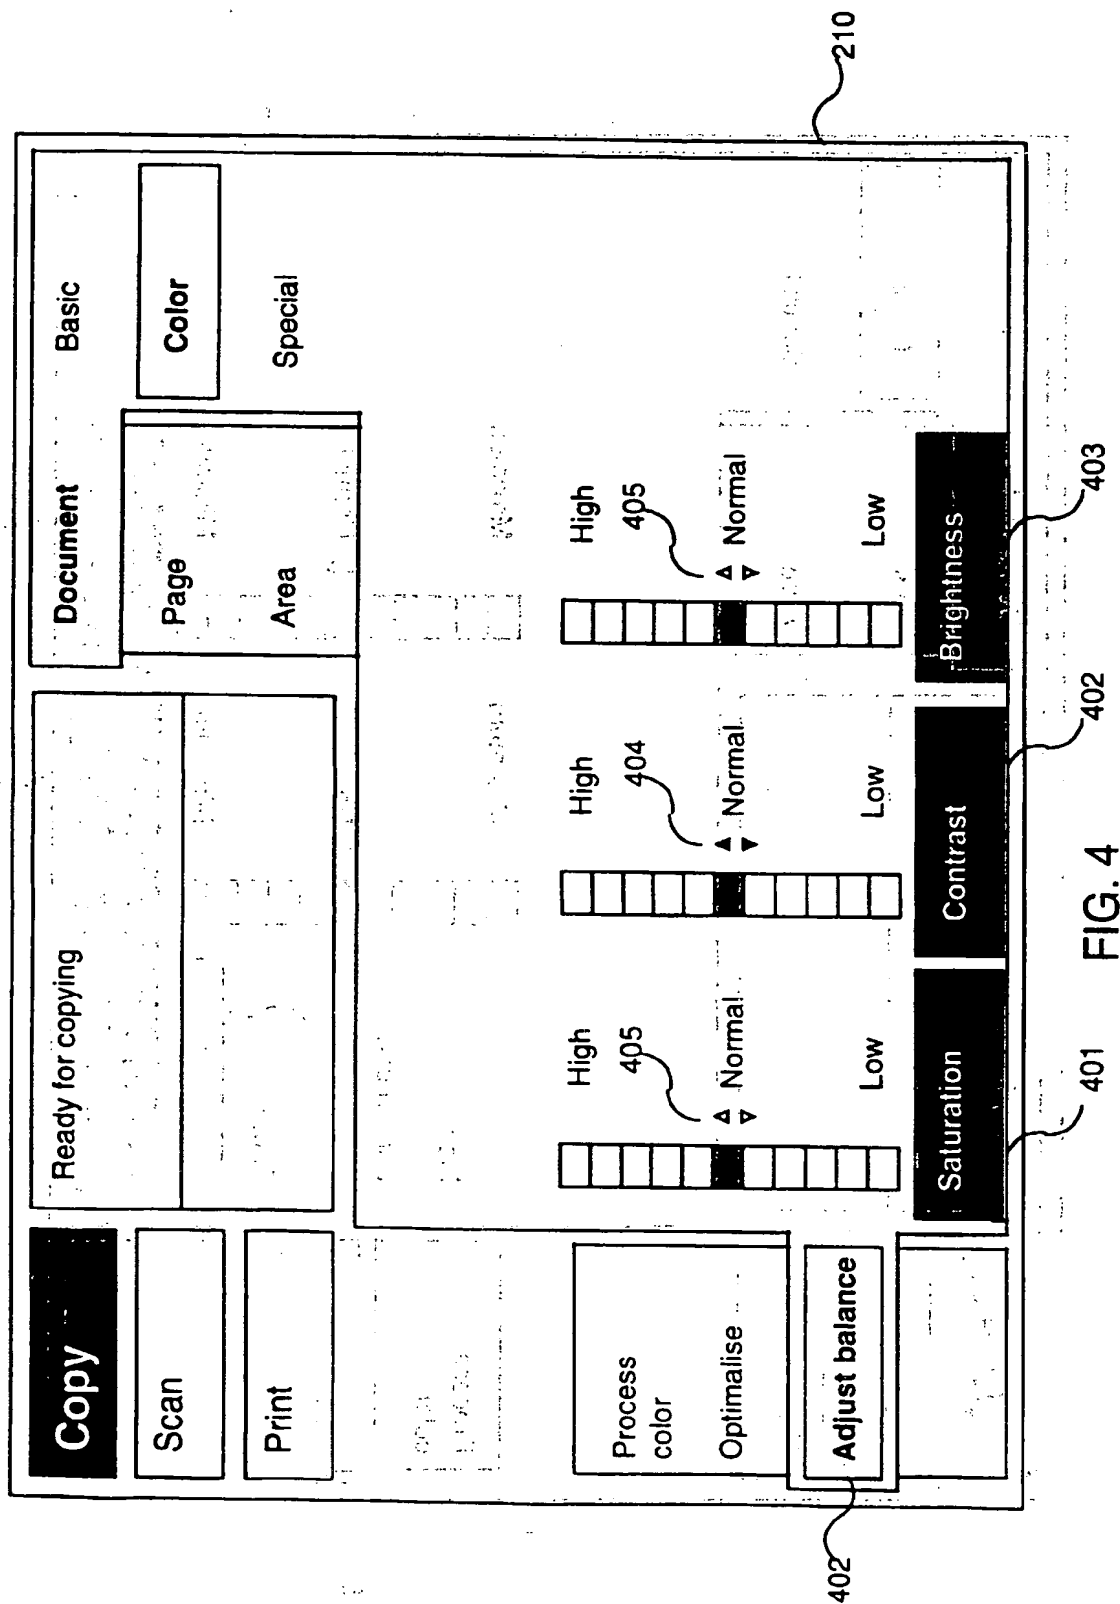 Copy
Ready for copying
Document
Basic
Scan
Page
Color
Print
Area
Special
210
Process
color
Optimalise
Adjust balance
402
High
High
High
405
404
405
Normal
Normal
Normal
Low
Low
Low
Saturation
Contrast
Brightness
401
402
403
FIG. 4